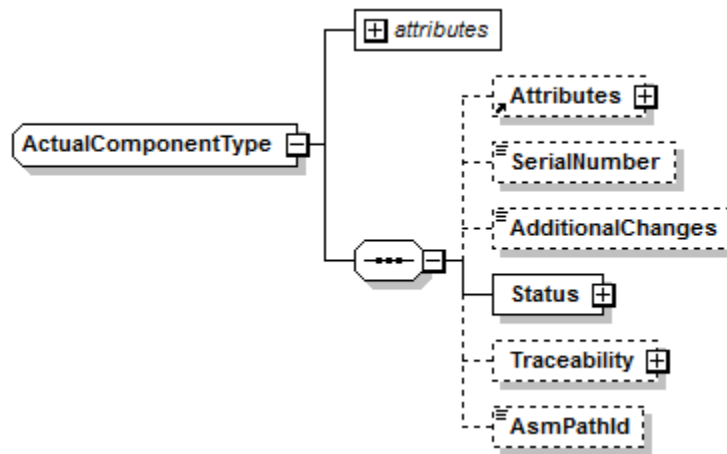 attributes
Attributes
ActualComponentType
SerialNumber
AdditionalChanges
Status
Traceability
AsmPathId